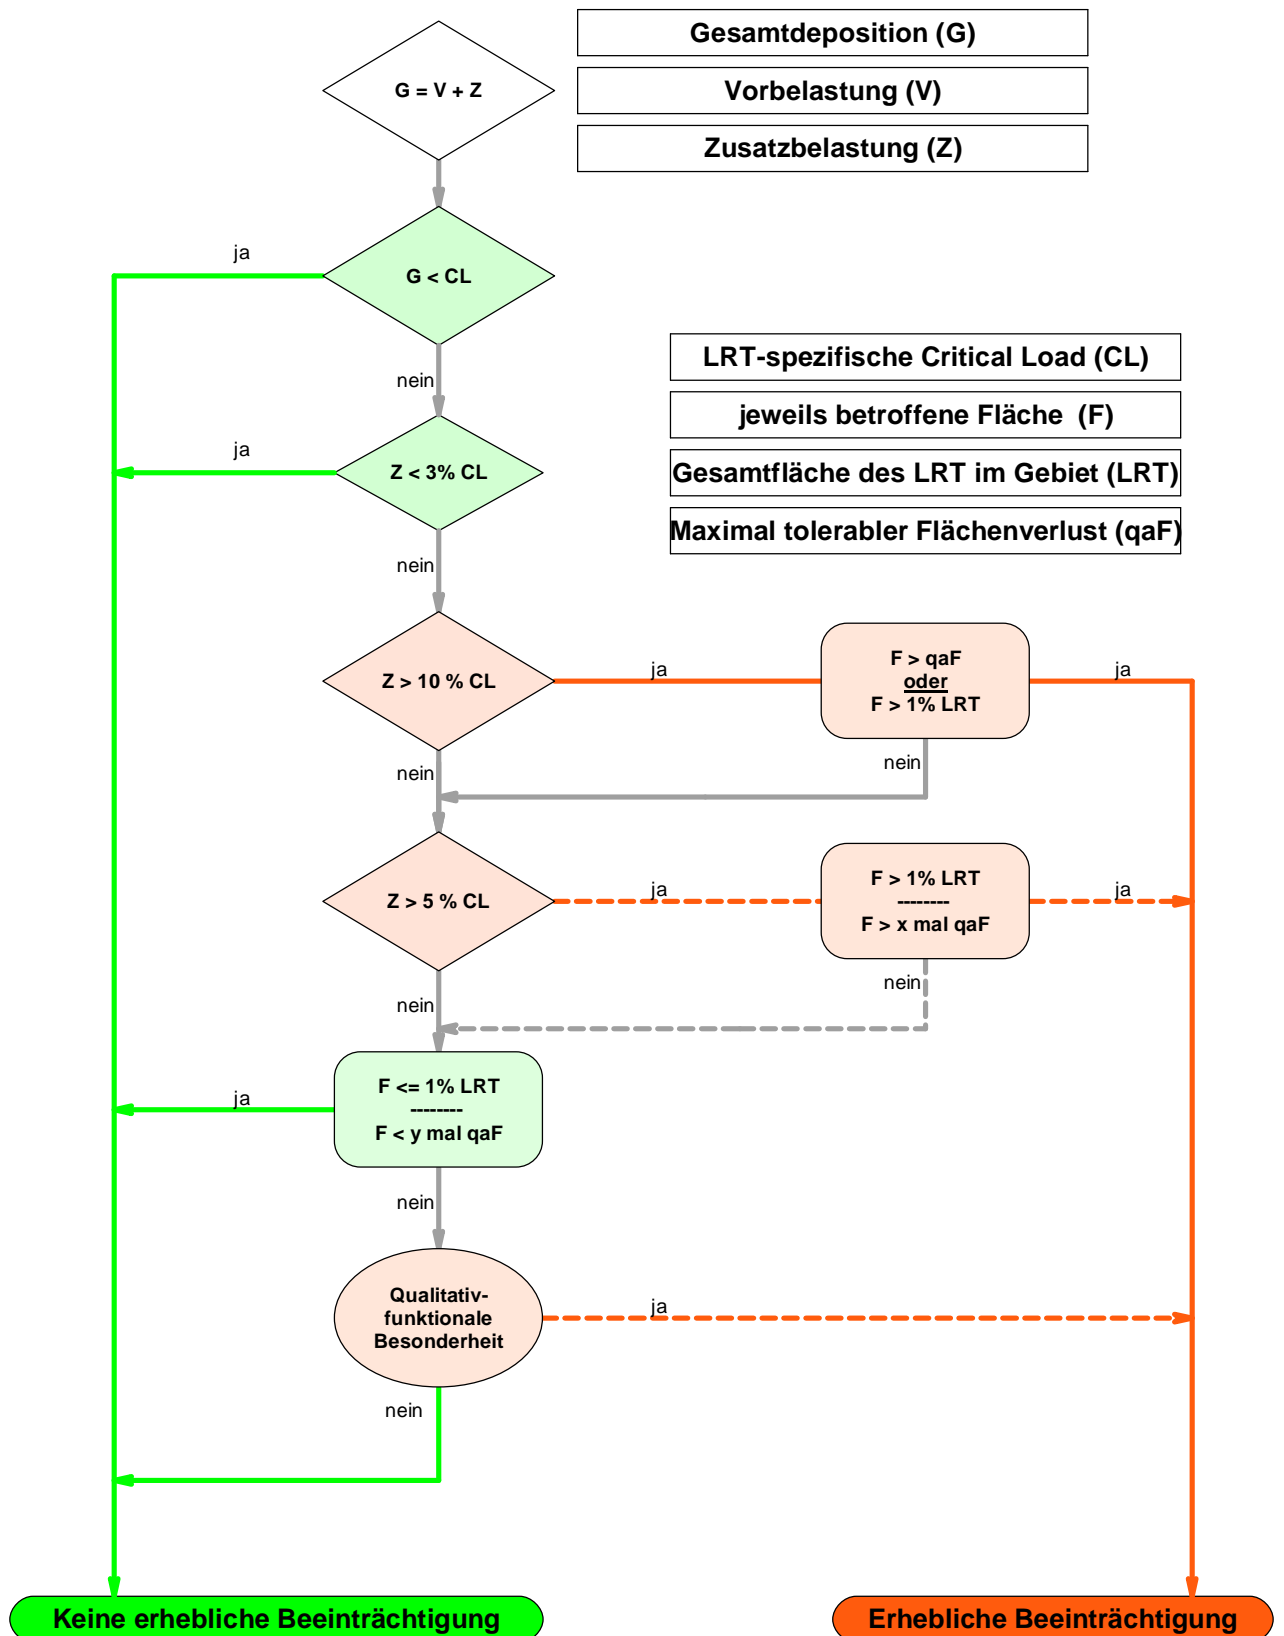 Gesamtdeposition (G)
G = V + Z
Vorbelastung (V)
Zusatzbelastung (Z)
ja
G < CL
LRT-spezifische Critical Load (CL)
nein
jeweils betroffene Fläche (F)
ja
Z < 3% CL
Gesamtfläche des LRT im Gebiet (LRT)
Maximal tolerabler Flächenverlust (qaF)
nein
Z > 10 % CL
ja
F > qaF
oder
F > 1% LRT
ja
nein
nein
Z > 5 % CL
ja
F > 1% LRT
--------
F > x mal qaF
ja
nein
nein
ja
F <= 1% LRT
--------
F < y mal qaF
nein
Qualitativ-
funktionale
Besonderheit
ja
nein
Keine erhebliche Beeinträchtigung
Erhebliche Beeinträchtigung